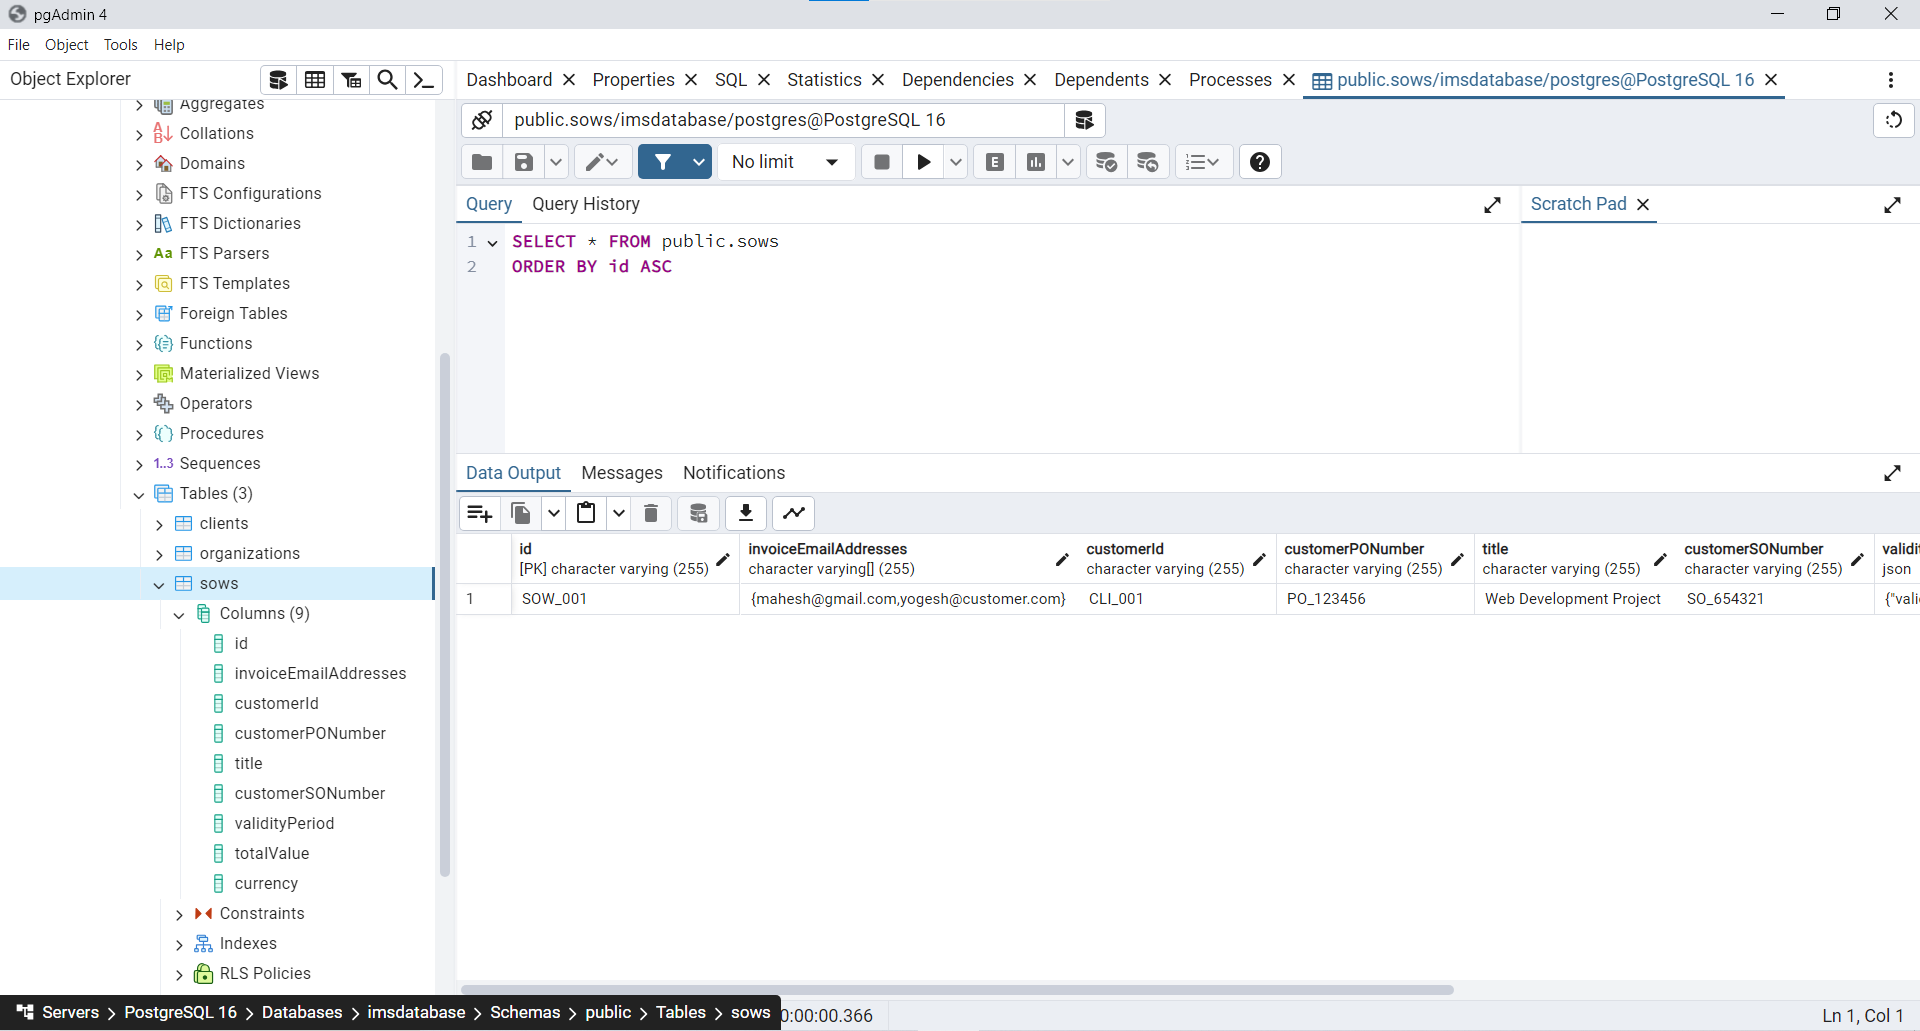 pgAdmin 4
File Object Tools Help
Object Explorer
Aggregates
Collations
Domains
FTS Configurations
FTS Dictionaries
Aa FTS Parsers
FTS Templates
Foreign Tables
Functions
Materialized Views
Operators
Procedures
1..3 Sequences
Tables (3)
clients
organizations
sows
Columns (9)
id
invoiceEmailAddresses
customerId
customerPONumber
title
customerSONumber
validityPeriod
totalValue
currency
Constraints
Indexes
RLS Policies
Dashboard Properties SQL Statistics Dependencies Dependents Processes public.sows/imsdatabase/postgres@PostgreSQL 16
public.sows/imsdatabase/postgres@PostgreSQL 16
No limit E
Query Query History Scratch Pad
1 SELECT * FROM public.sows
2 ORDER BY id ASC
Data Output Messages Notifications
id invoiceEmailAddresses customerId customerPONumber title customerSONumber validit
[PK] character varying (255) character varying[] (255) character varying (255) character varying (255) character varying (255) character varying (255) json
1 SOW_001 {mahesh@gmail.com,yogesh@customer.com} CLI_001 PO_123456 Web Development Project SO_654321 {"vali
Servers > PostgreSQL 16 > Databases > imsdatabase > Schemas > public > Tables > sows
0:00:00.366
Ln 1, Col 1